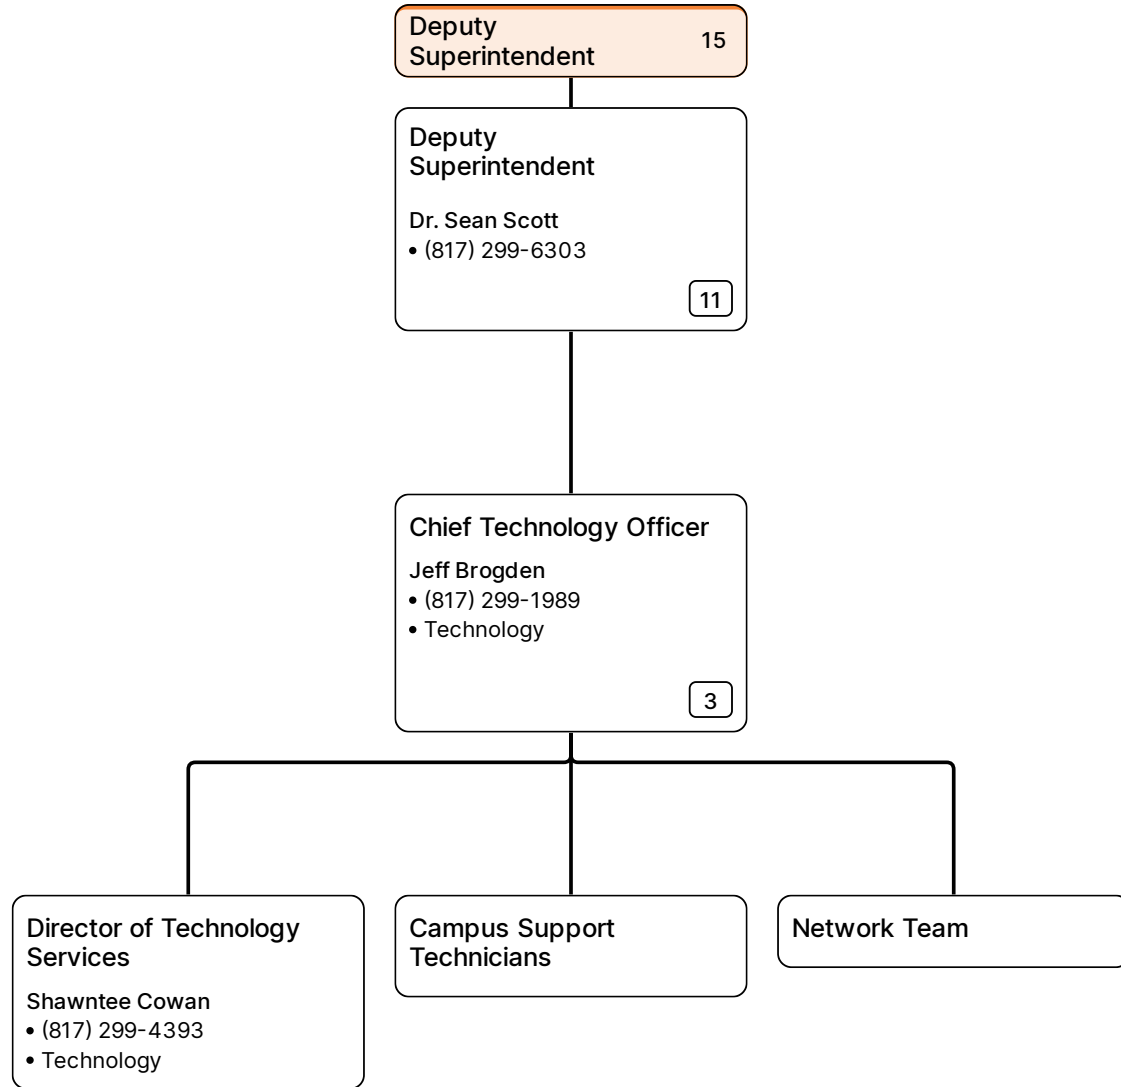 Deputy
Superintendent
15
Deputy
Superintendent
Dr. Sean Scott
• (817) 299-6303
11
Chief Technology Officer
Jeff Brogden
• (817) 299-1989
• Technology
3
Director of Technology
Services
Shawntee Cowan
• (817) 299-4393
• Technology
Campus Support
Technicians
Network Team